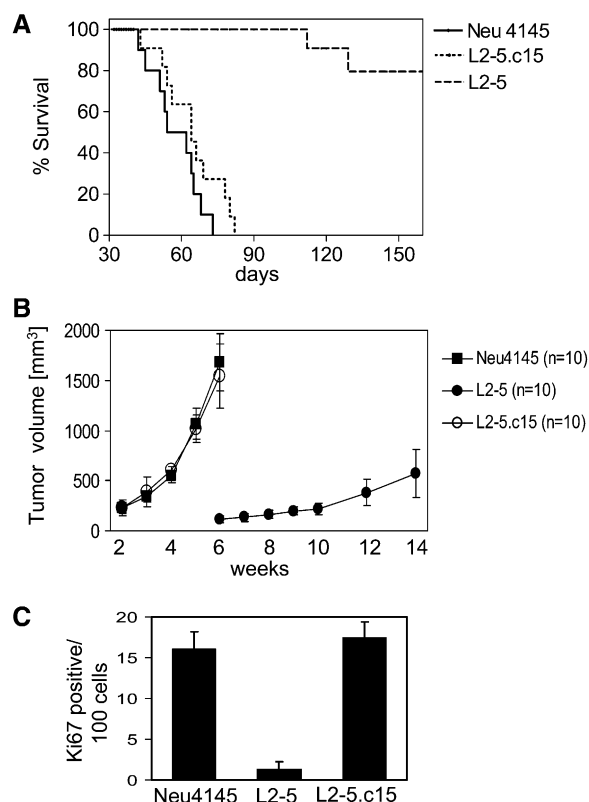 A
% Survival
100
80
60
40
20
0
30 60 90 120 150
days
Neu 4145
L2-5.c15
L2-5
B
Tumor volume [mm3]
2000
1500
1000
500
0
2 4 6 8 10 12 14
weeks
Neu4145 (n=10)
L2-5 (n=10)
L2-5.c15 (n=10)
C
Ki67 positive/
100 cells
20
15
10
5
0
Neu4145 L2-5 L2-5.c15